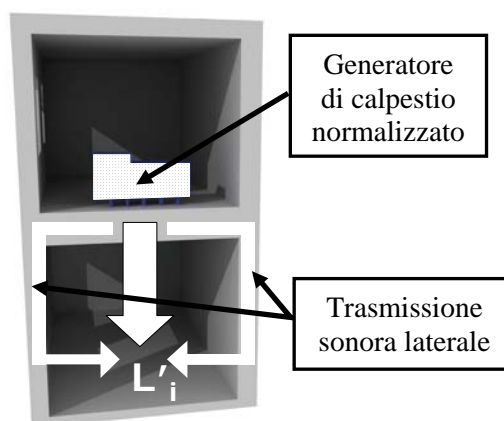 Generatore
di calpestio
normalizzato
Trasmissione
sonora laterale
L'i